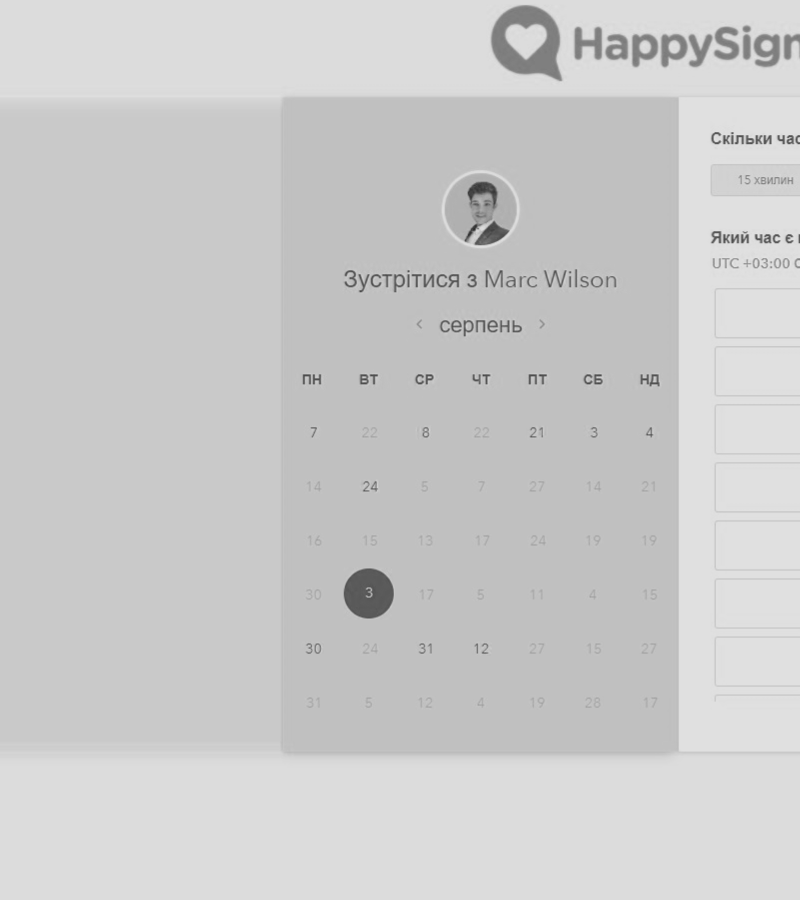 HappySign
Зустрітися з Marc Wilson
‹ серпень ›
ПН ВТ СР ЧТ ПТ СБ НД
7 22 8 22 21 3 4
14 24 5 7 27 14 21
16 15 13 17 24 19 19
30 3 17 5 11 4 15
30 24 31 12 27 15 27
31 5 12 4 19 28 17
Скільки час
15 хвилин
Який час є
UTC +03:00